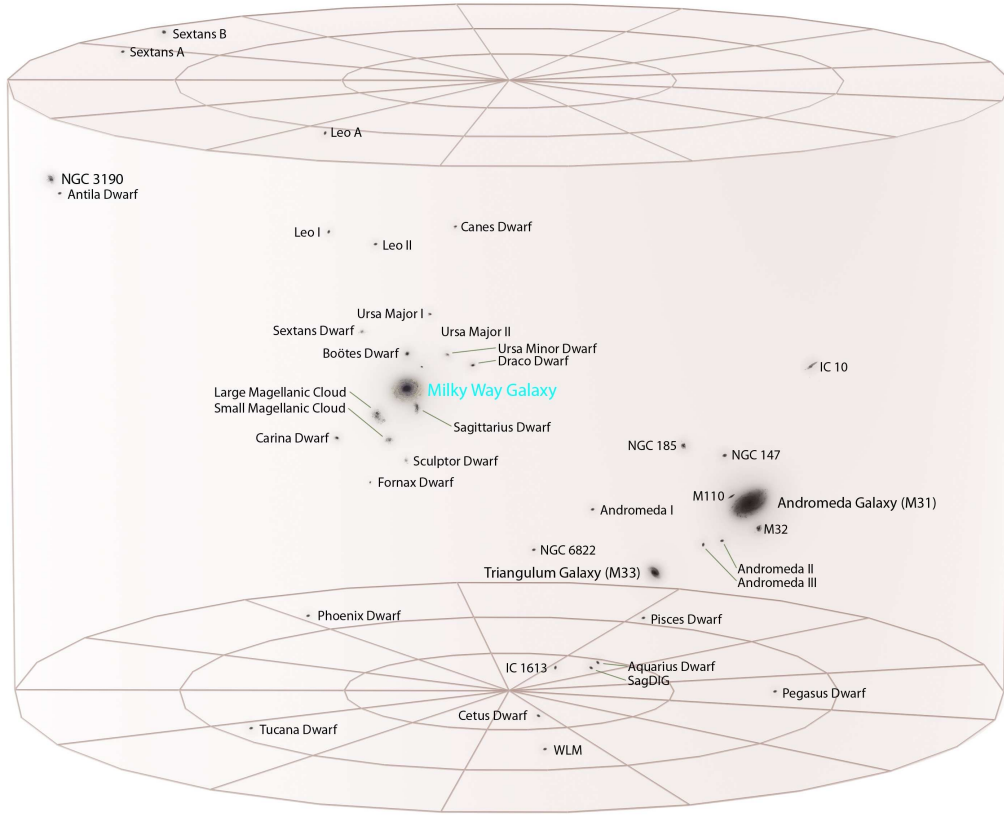 Sextans B
Sextans A
Leo A
NGC 3190
Antila Dwarf
Canes Dwarf
Leo I
Leo II
Ursa Major I
Sextans Dwarf
Ursa Major II
Boötes Dwarf
Ursa Minor Dwarf
Draco Dwarf
IC 10
Milky Way Galaxy
Large Magellanic Cloud
Small Magellanic Cloud
Sagittarius Dwarf
Carina Dwarf
NGC 185
NGC 147
Sculptor Dwarf
Fornax Dwarf
M110
Andromeda Galaxy (M31)
Andromeda I
M32
NGC 6822
Andromeda II
Triangulum Galaxy (M33)
Andromeda III
Phoenix Dwarf
Pisces Dwarf
IC 1613
Aquarius Dwarf
SagDIG
Pegasus Dwarf
Cetus Dwarf
Tucana Dwarf
WLM